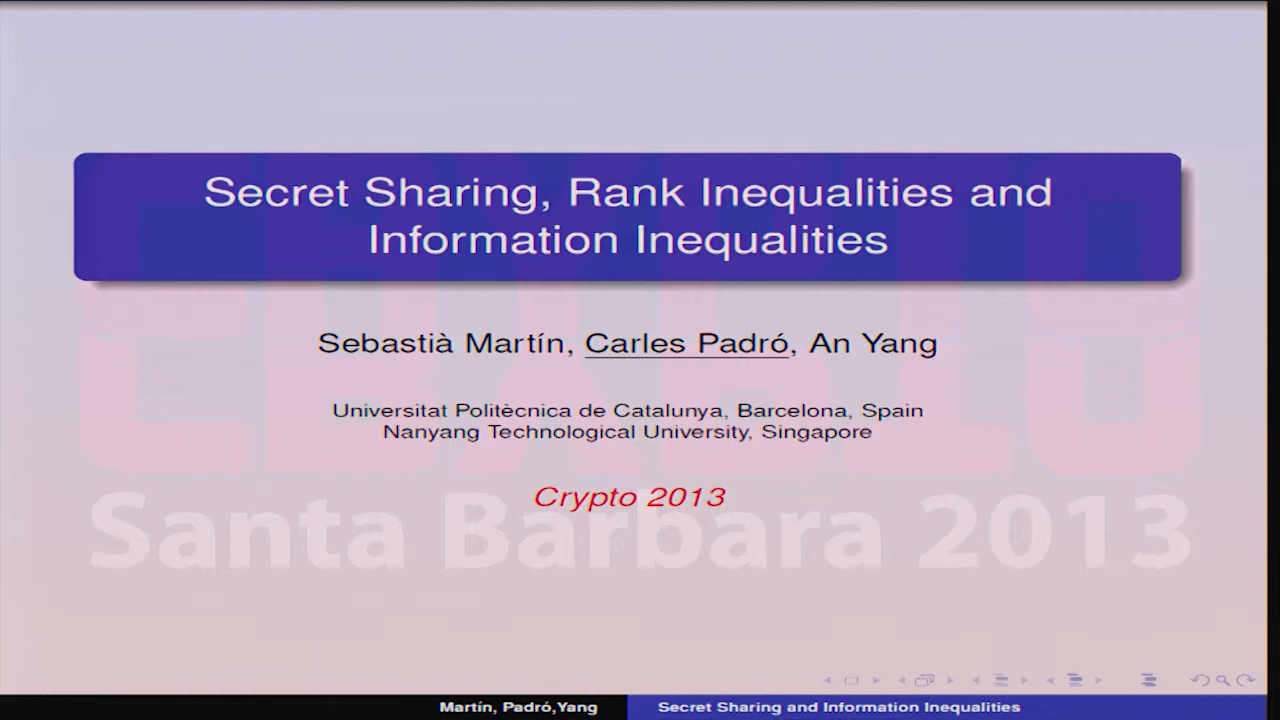 Secret Sharing, Rank Inequalities and
Information Inequalities
Sebastià Martín, Carles Padró, An Yang
Universitat Politècnica de Catalunya, Barcelona, Spain
Nanyang Technological University, Singapore
Crypto 2013
CRYPTO
Santa Barbara 2013
Martín, Padró,Yang
Secret Sharing and Information Inequalities